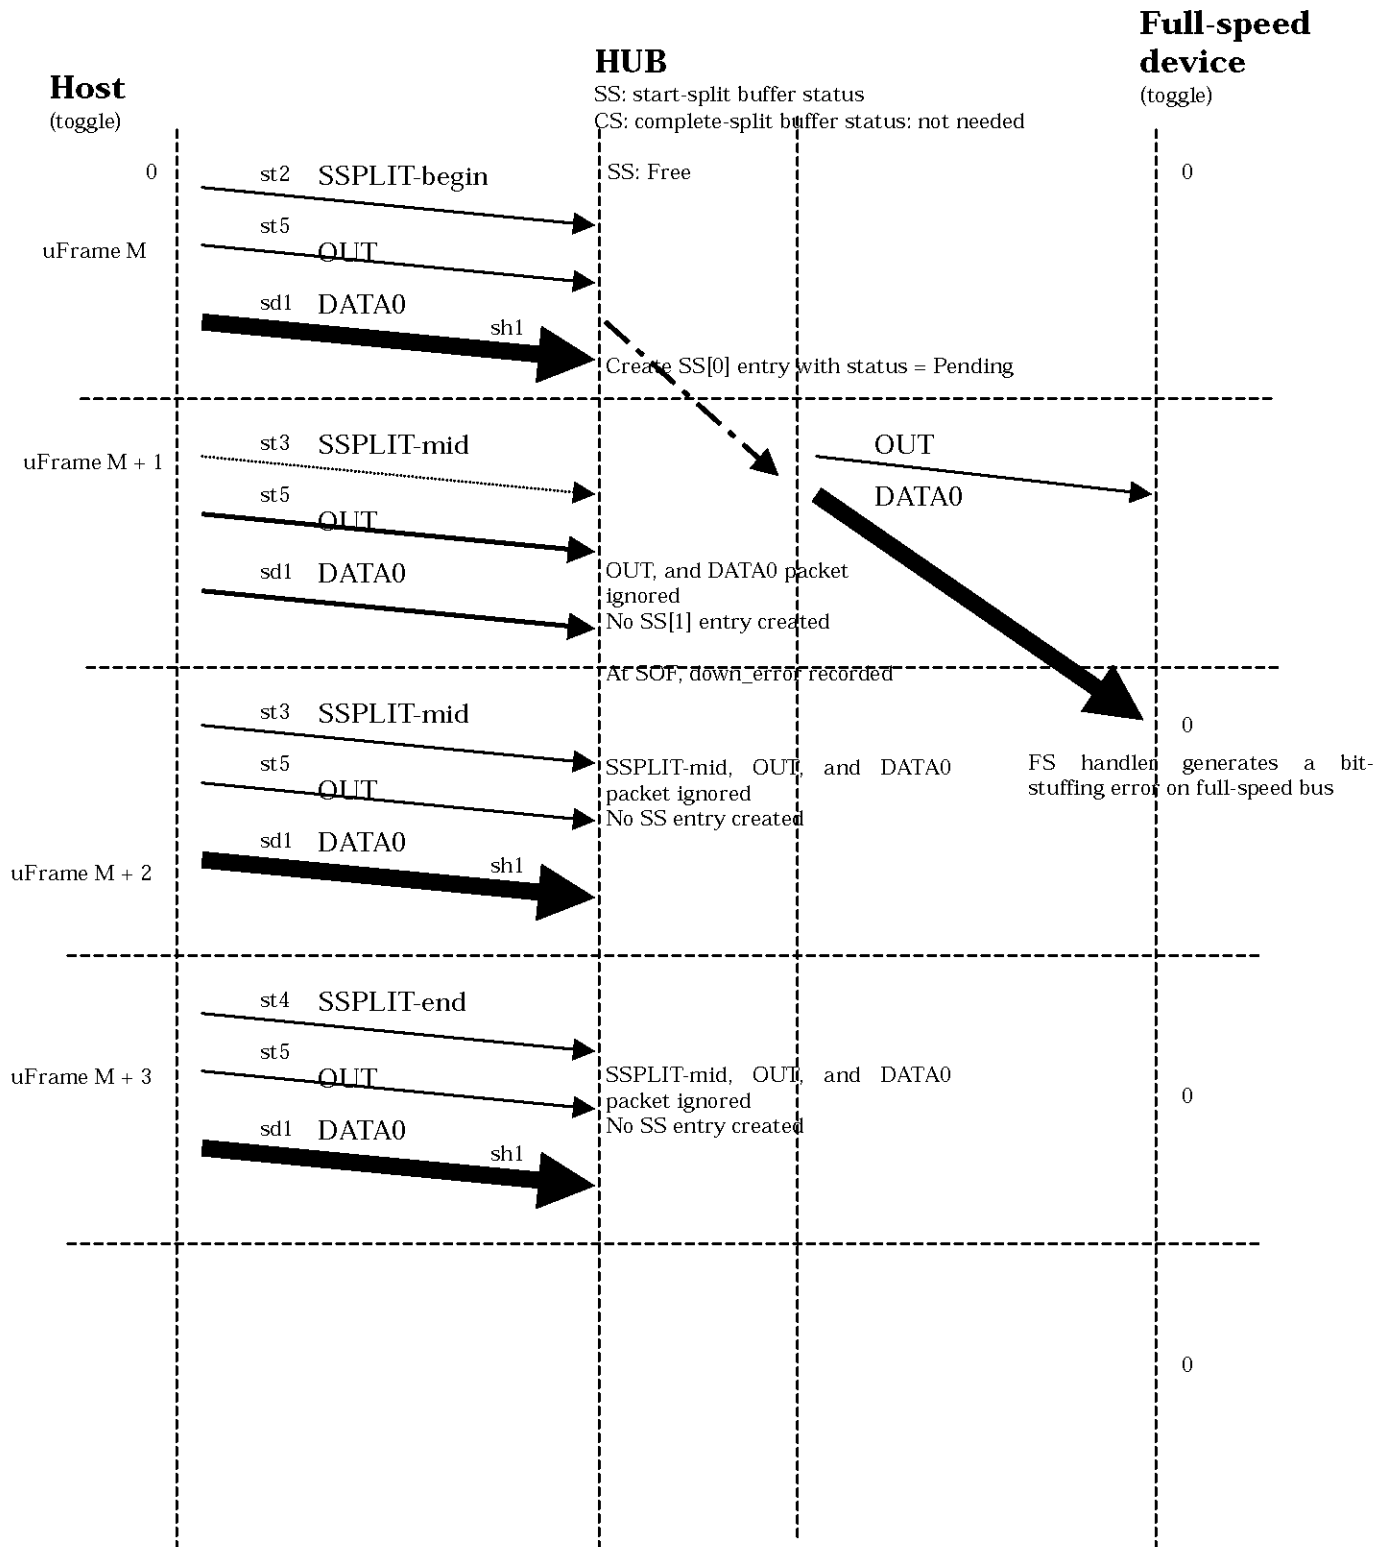 Full-speed
device
(toggle)
HUB
SS: start-split buffer status
CS: complete-split buffer status: not needed
Host
(toggle)
0
st2 SSPLIT-begin
SS: Free
0
st5
uFrame M
OUT
sd1 DATA0
sh1
Create SS[0] entry with status = Pending
st3 SSPLIT-mid
OUT
uFrame M + 1
st5
DATA0
OUT
sd1 DATA0
OUT, and DATA0 packet
ignored
No SS[1] entry created
At SOF, down_error recorded
st3 SSPLIT-mid
0
st5
OUT
SSPLIT-mid, OUT, and DATA0
packet ignored
No SS entry created
FS handler generates a bit-
stuffing error on full-speed bus
sd1 DATA0
sh1
uFrame M + 2
st4 SSPLIT-end
st5
OUT
uFrame M + 3
SSPLIT-mid, OUT, and DATA0
packet ignored
No SS entry created
0
sd1 DATA0
sh1
0